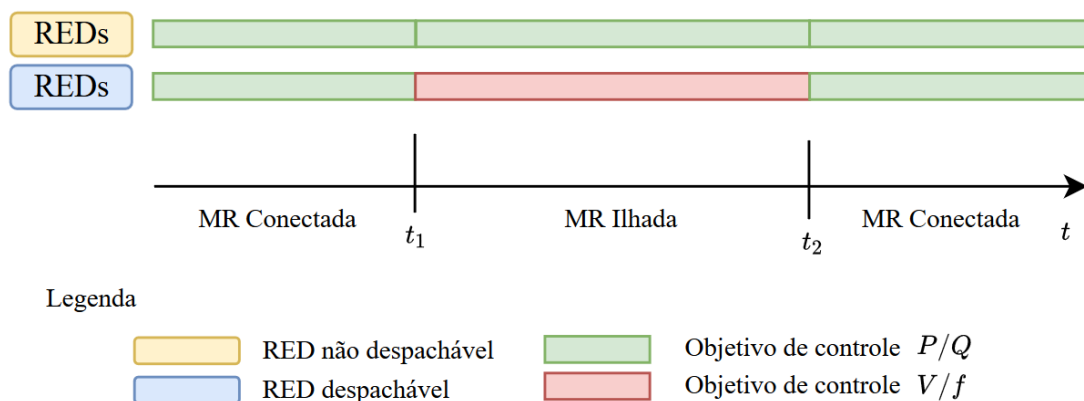 REDs
REDs
MR Conectada
MR Ilhada
MR Conectada
t₁
t₂
t
Legenda
RED não despachável
Objetivo de controle P/Q
RED despachável
Objetivo de controle V/f